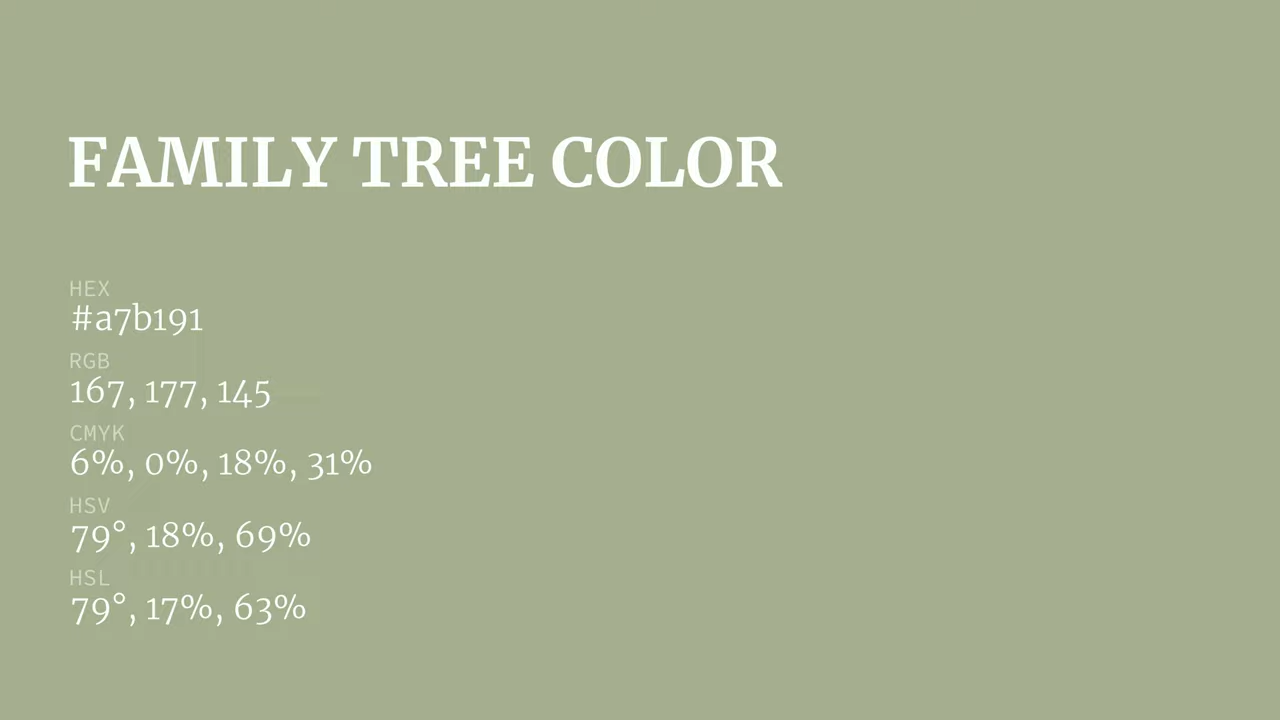 FAMILY TREE COLOR
HEX
#a7b191
RGB
167, 177, 145
CMYK
6%, 0%, 18%, 31%
HSV
79°, 18%, 69%
HSL
79°, 17%, 63%